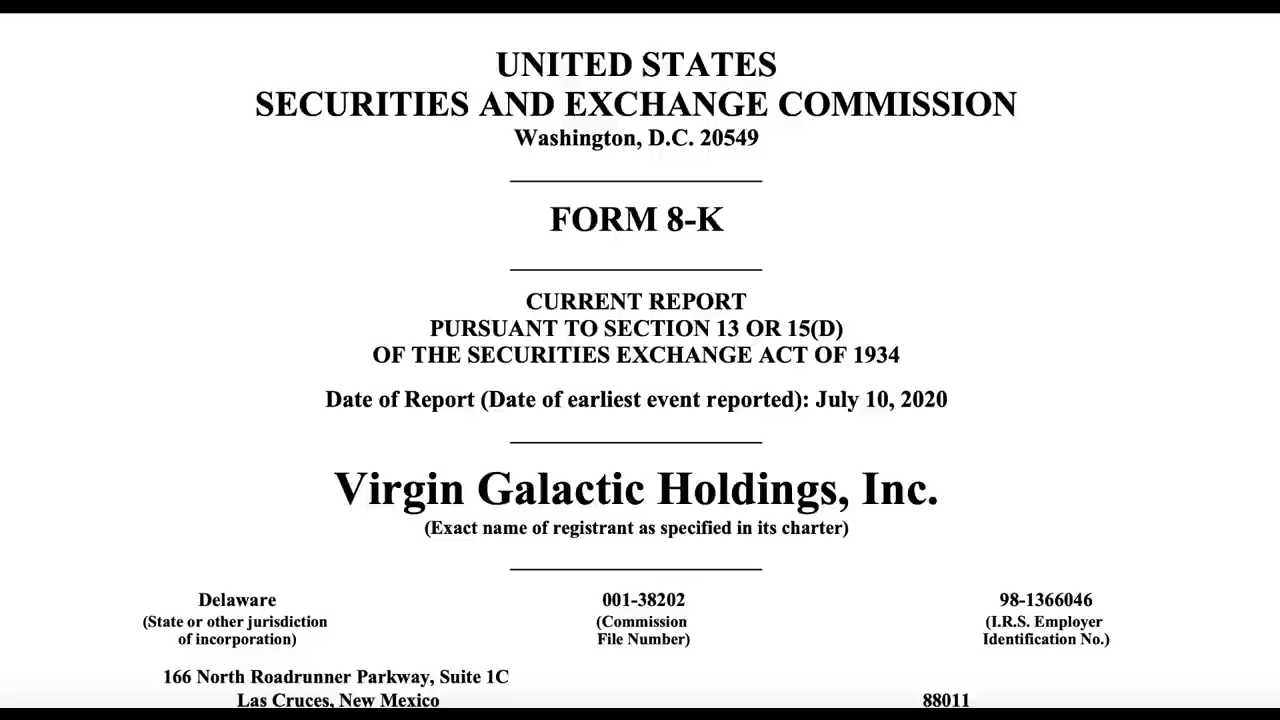 UNITED STATES
SECURITIES AND EXCHANGE COMMISSION
Washington, D.C. 20549
FORM 8-K
CURRENT REPORT
PURSUANT TO SECTION 13 OR 15(D)
OF THE SECURITIES EXCHANGE ACT OF 1934
Date of Report (Date of earliest event reported): July 10, 2020
Virgin Galactic Holdings, Inc.
(Exact name of registrant as specified in its charter)
Delaware 001-38202 98-1366046
(State or other jurisdiction (Commission (I.R.S. Employer
of incorporation) File Number) Identification No.)
166 North Roadrunner Parkway, Suite 1C
Las Cruces, New Mexico 88011